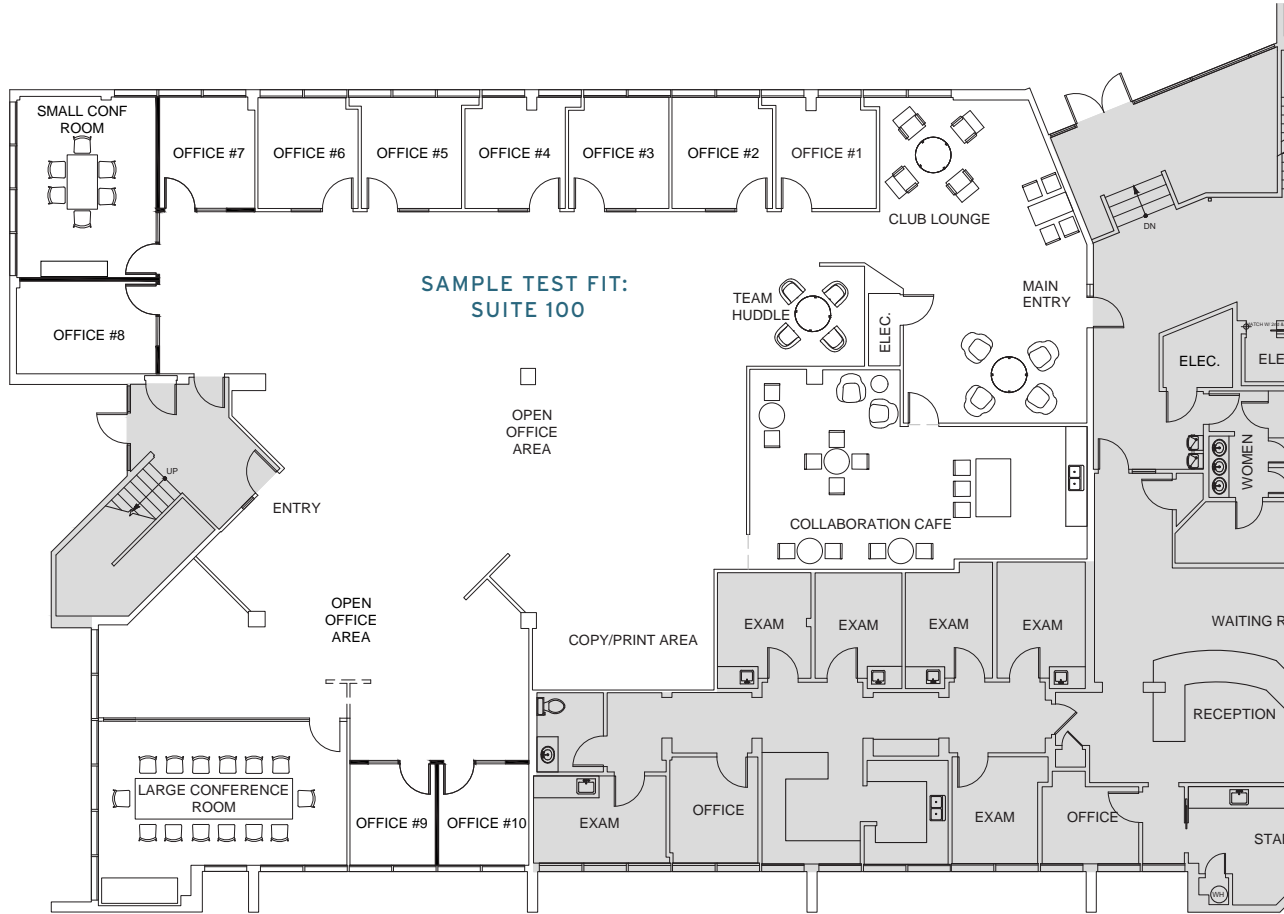 SMALL CONF
ROOM
OFFICE #7
OFFICE #6
OFFICE #5
OFFICE #4
OFFICE #3
OFFICE #2
OFFICE #1
CLUB LOUNGE
DN
SAMPLE TEST FIT:
SUITE 100
TEAM
HUDDLE
ELEC.
MAIN
ENTRY
OFFICE #8
ELEC.
ELE
OPEN
OFFICE
AREA
WOMEN
UP
ENTRY
COLLABORATION CAFE
OPEN
OFFICE
AREA
COPY/PRINT AREA
EXAM
EXAM
EXAM
EXAM
WAITING R
RECEPTION
LARGE CONFERENCE
ROOM
OFFICE #9
OFFICE #10
EXAM
OFFICE
EXAM
OFFICE
STAF
WH